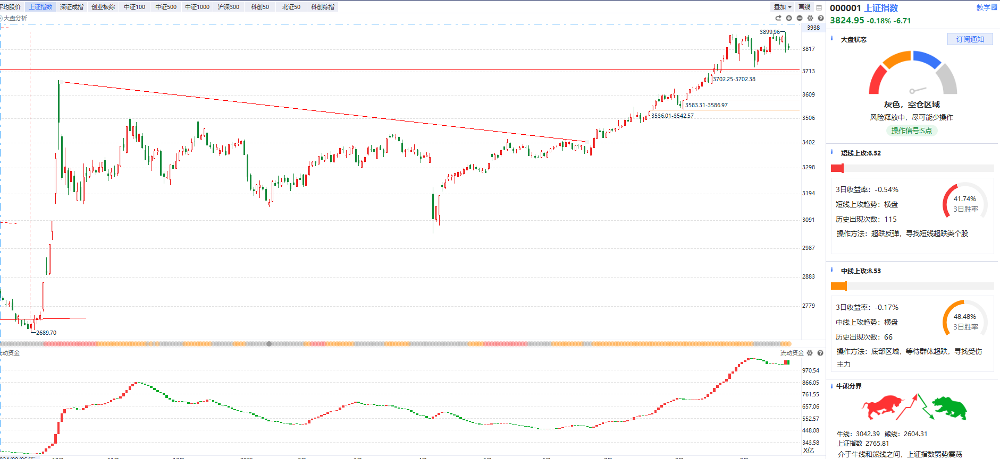 平均股价 上证指数 深证成指 创业板综 中证100 中证500 中证1000 沪深300 科创50 北证50 科创综指 叠加 画线
大盘分析
3938
3899.96
3817
3713
3702.25-3702.38
3609
3583.31-3586.97
3536.01-3542.57
3506
3402
3298
3194
3091
2987
2883
2779
2689.70
流动资金 流动资金
970.54
866.05
761.55
657.06
552.57
448.08
343.58
X亿
000001 上证指数 教学
3824.95 -0.18% -6.71
大盘状态 订阅通知
灰色，空仓区域
风险释放中，尽可能少操作
操作信号:S点
短线上攻:6.52
3日收益率：-0.54%
短线上攻趋势：横盘
历史出现次数：115
操作方法：超跌反弹，寻找短线超跌类个股
41.74%
3日胜率
中线上攻:8.53
3日收益率：-0.17%
中线上攻趋势：横盘
历史出现次数：66
操作方法：底部区域，等待群体超跌，寻找受伤
主力
48.48%
3日胜率
牛熊分界
牛线：3042.39 熊线：2604.31
上证指数 2765.81
介于牛线和熊线之间，上证指数弱势震荡